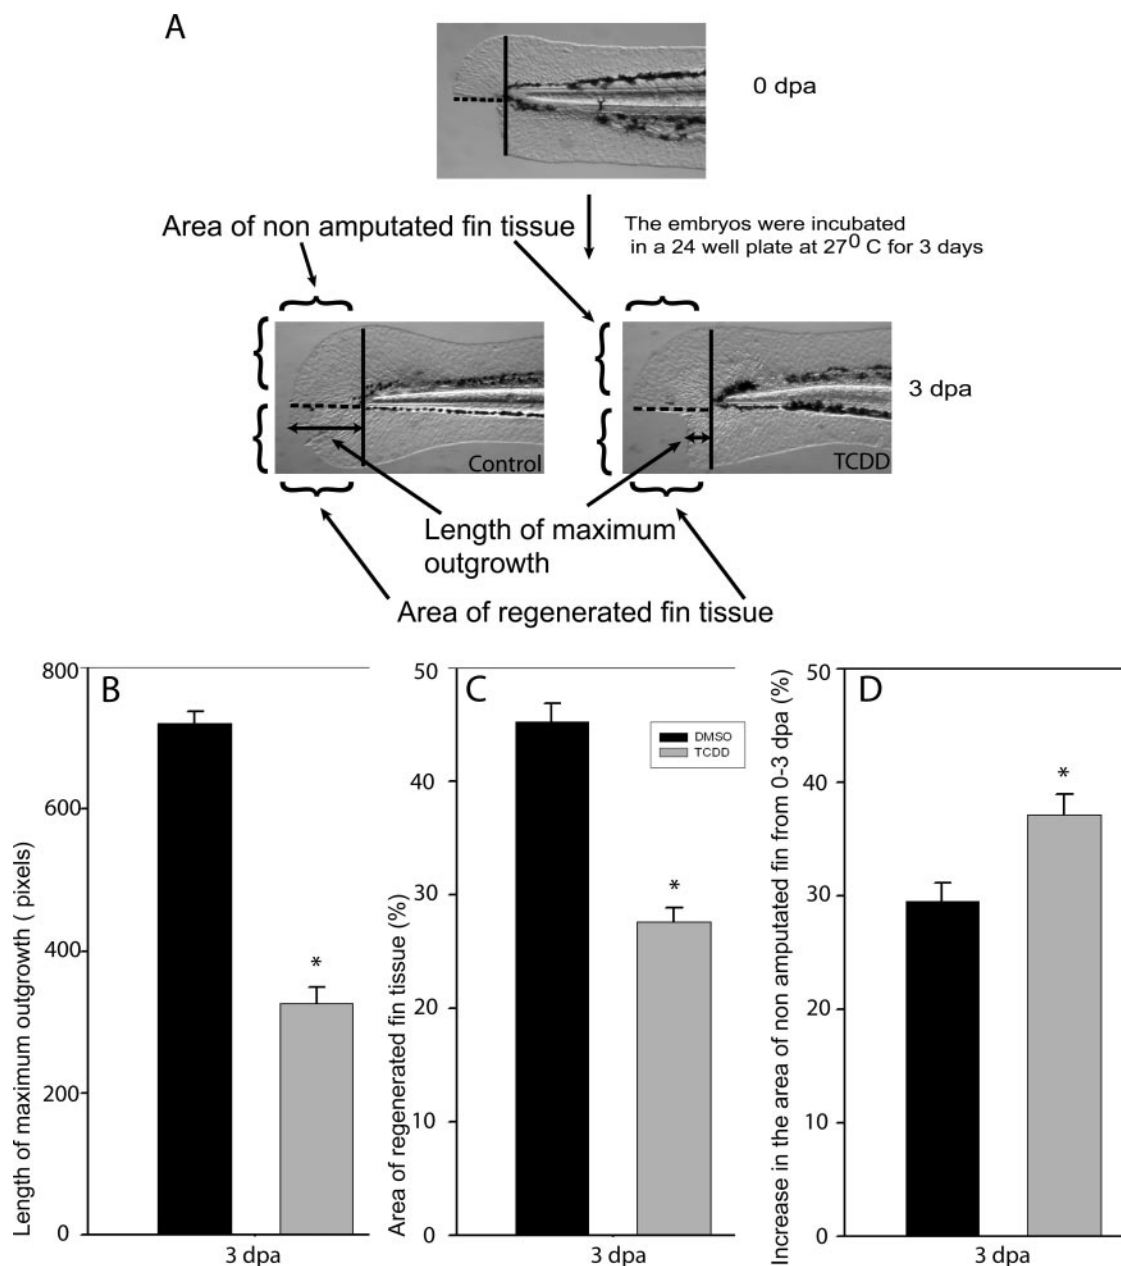 A
0 dpa
Area of non amputated fin tissue
The embryos were incubated
in a 24 well plate at 27⁰ C for 3 days
3 dpa
Control
TCDD
Length of maximum
outgrowth
Area of regenerated fin tissue
B
Length of maximum outgrowth ( pixels)
800
600
400
200
0
*
3 dpa
C
Area of regenerated fin tissue (%)
50
40
30
20
10
0
DMSO
TCDD
*
3 dpa
D
Increase in the area of non amputated fin from 0-3 dpa (%)
50
40
30
20
10
0
*
3 dpa